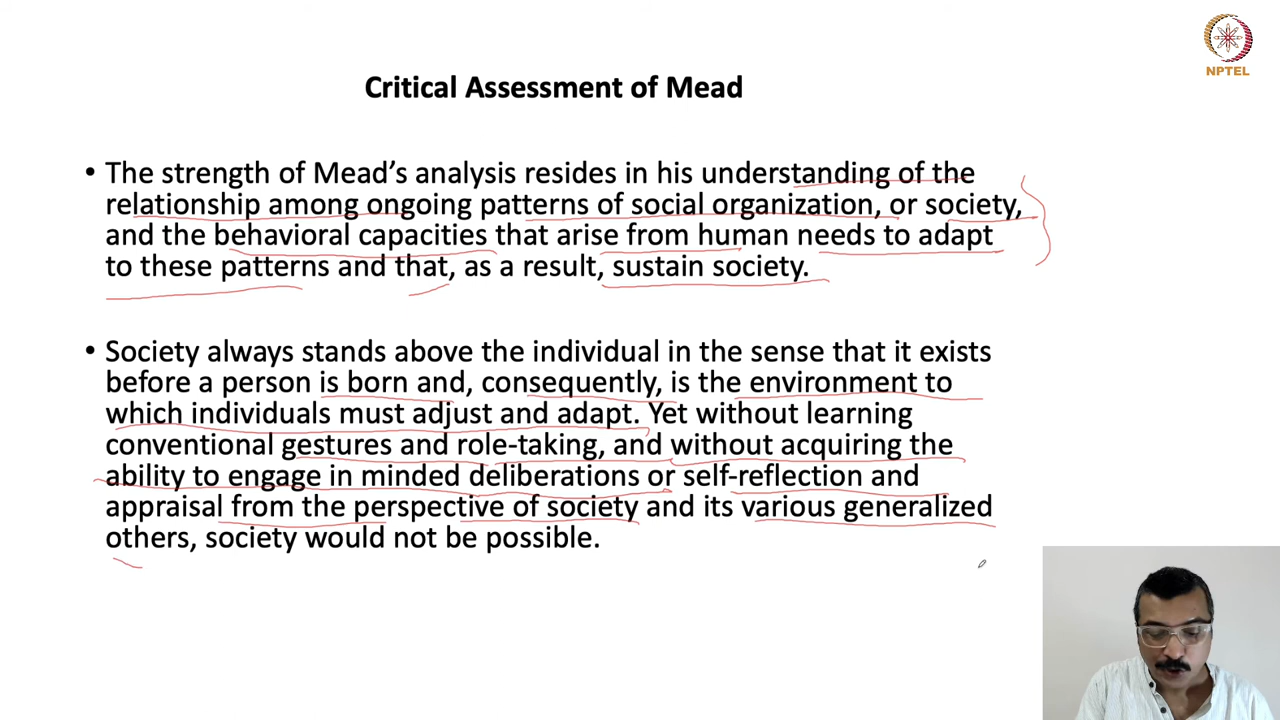 NPTEL
Critical Assessment of Mead
• The strength of Mead’s analysis resides in his understanding of the
relationship among ongoing patterns of social organization, or society,
and the behavioral capacities that arise from human needs to adapt
to these patterns and that, as a result, sustain society.
• Society always stands above the individual in the sense that it exists
before a person is born and, consequently, is the environment to
which individuals must adjust and adapt. Yet without learning
conventional gestures and role-taking, and without acquiring the
ability to engage in minded deliberations or self-reflection and
appraisal from the perspective of society and its various generalized
others, society would not be possible.